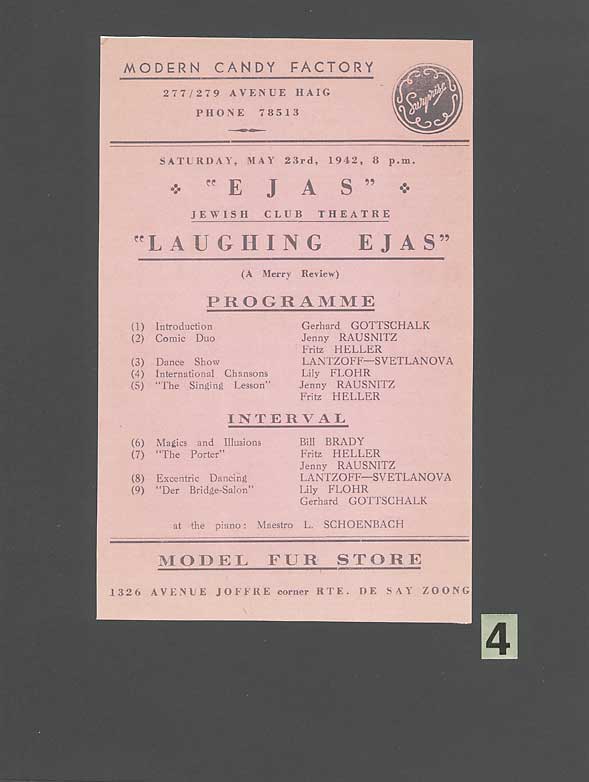 MODERN CANDY FACTORY
277/279 AVENUE HAIG
PHONE 78513
Surprise
SATURDAY, MAY 23rd, 1942, 8 p.m.
"EJAS"
JEWISH CLUB THEATRE
"LAUGHING EJAS"
(A Merry Review)
PROGRAMME
(1) Introduction Gerhard GOTTSCHALK
(2) Comic Duo Jenny RAUSNITZ
Fritz HELLER
(3) Dance Show LANTZOFF—SVETLANOVA
(4) International Chansons Lily FLOHR
(5) "The Singing Lesson" Jenny RAUSNITZ
Fritz HELLER
INTERVAL
(6) Magics and Illusions Bill BRADY
(7) "The Porter" Fritz HELLER
Jenny RAUSNITZ
(8) Excentric Dancing LANTZOFF—SVETLANOVA
(9) "Der Bridge-Salon" Lily FLOHR
Gerhard GOTTSCHALK
at the piano: Maestro L. SCHOENBACH
MODEL FUR STORE
1326 AVENUE JOFFRE corner RTE. DE SAY ZOONG
4